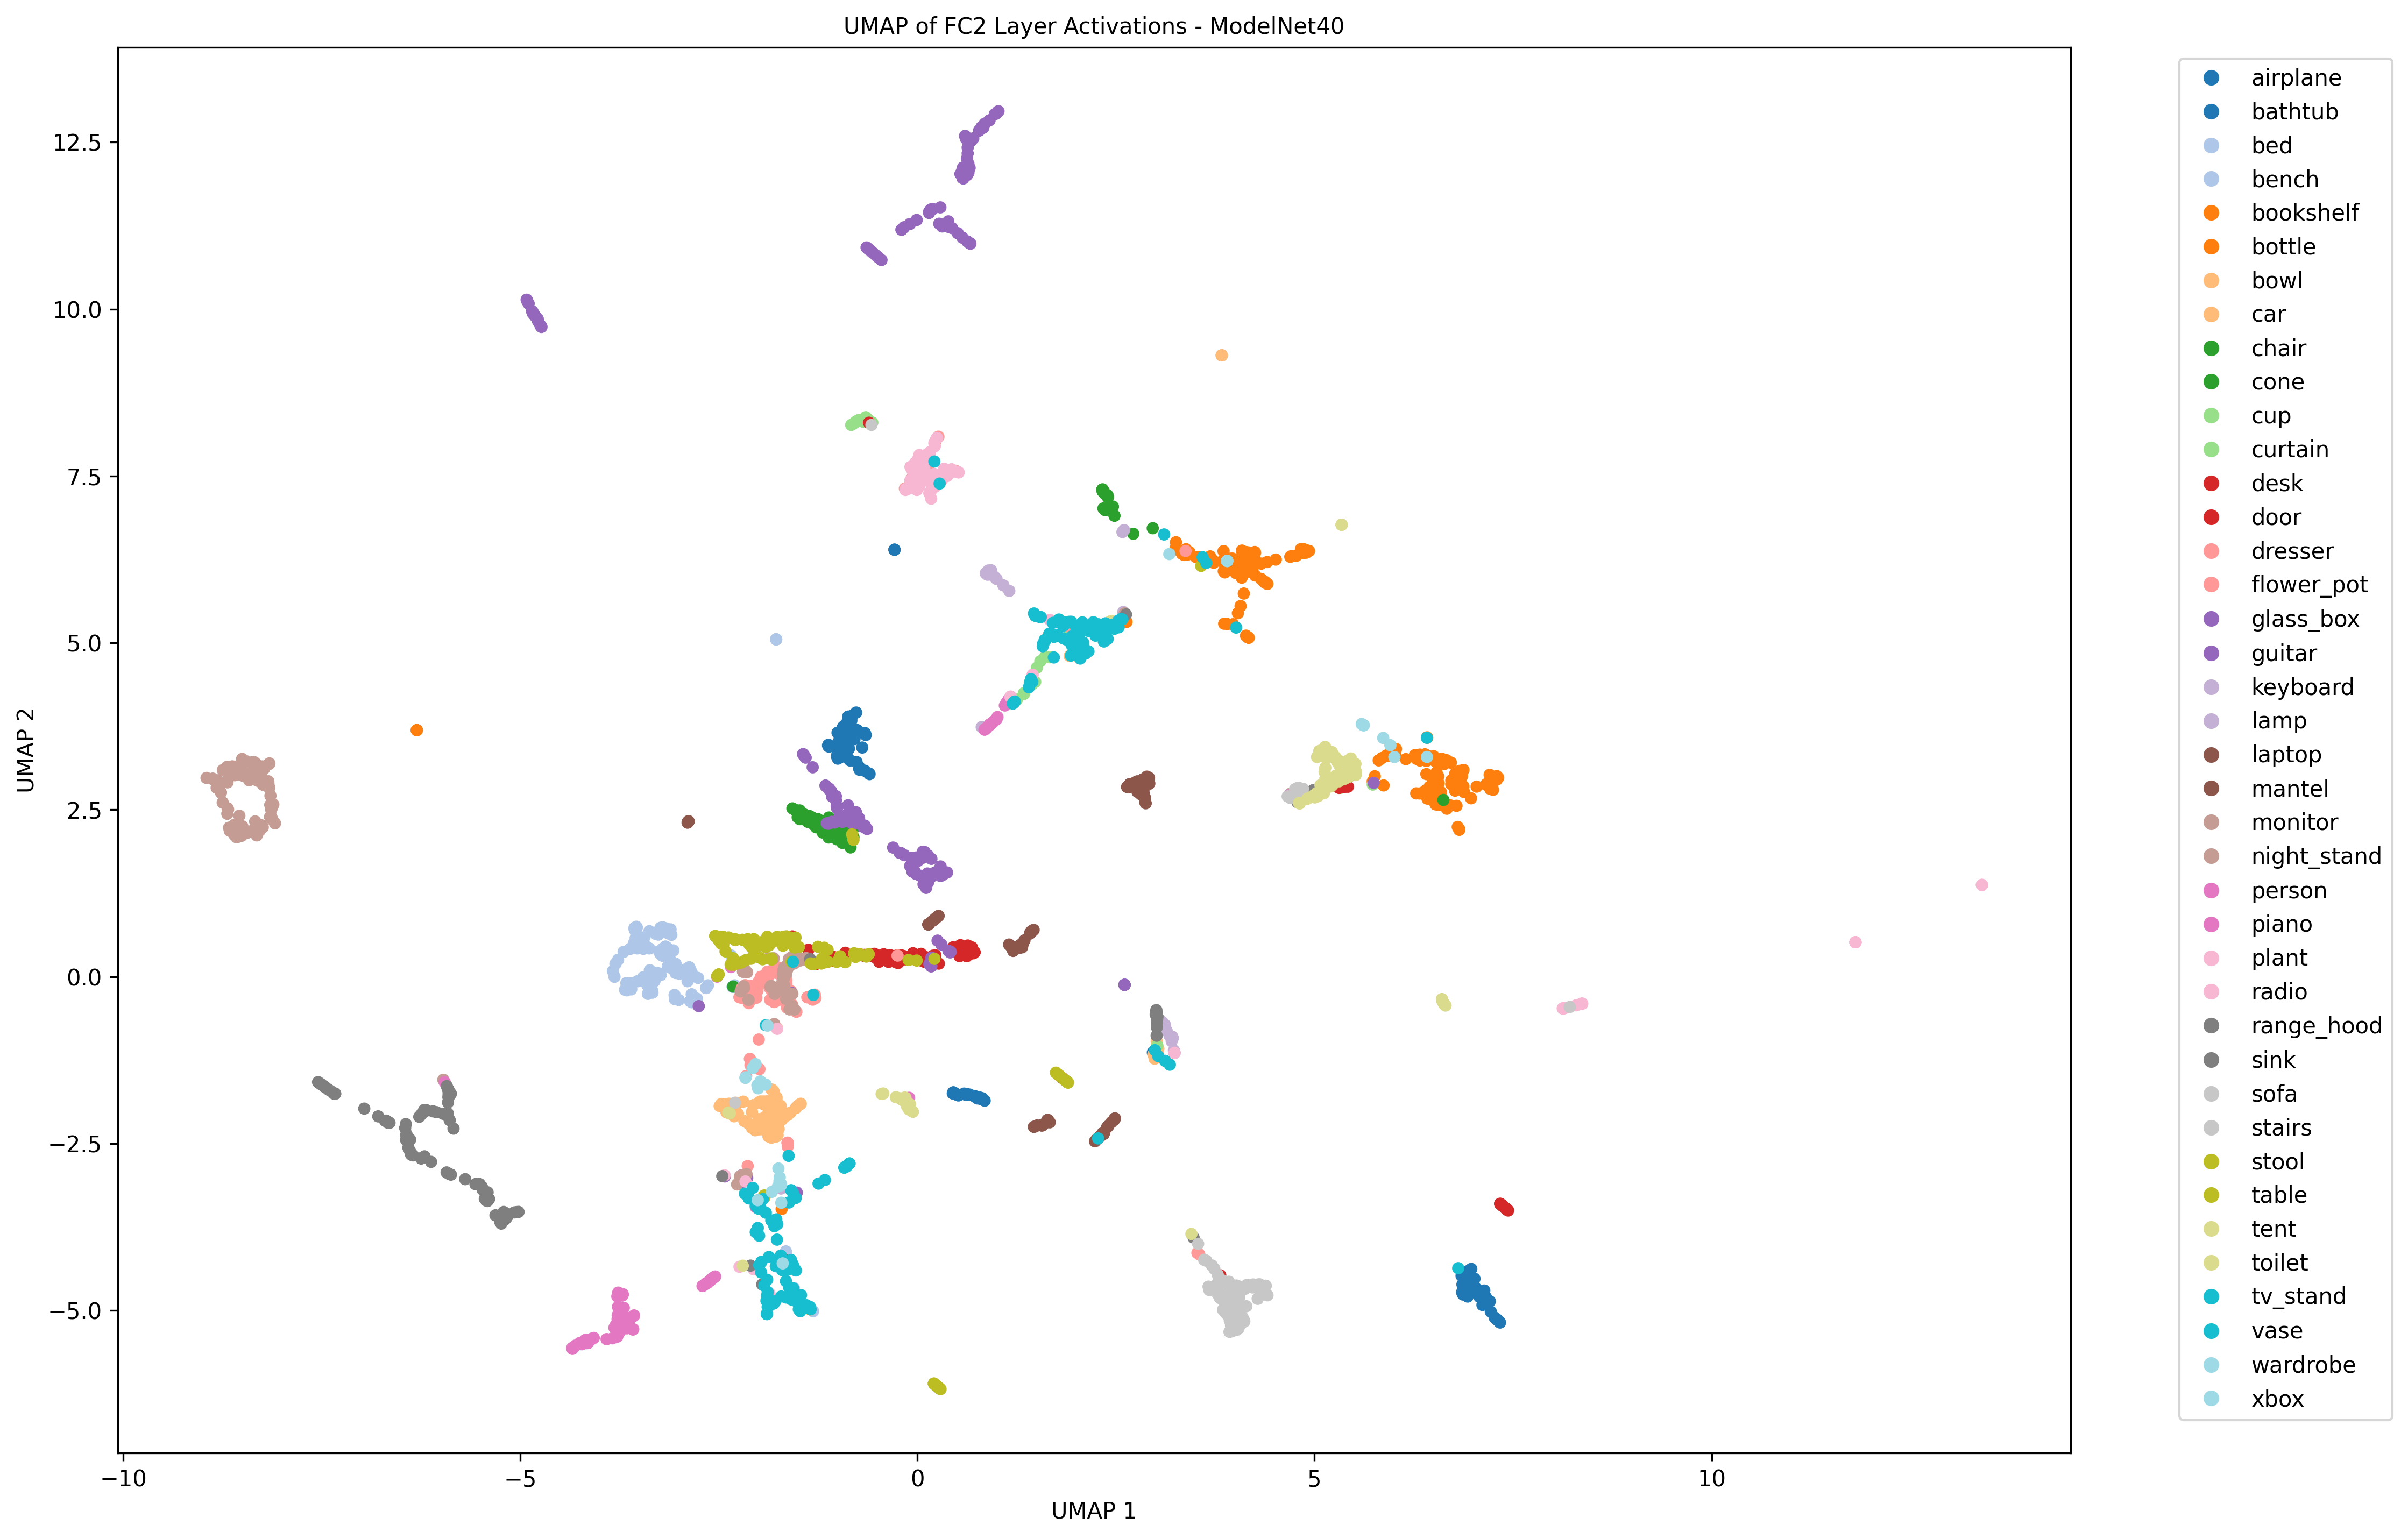 UMAP of FC2 Layer Activations - ModelNet40
12.5
10.0
7.5
5.0
2.5
0.0
−2.5
−5.0
UMAP 2
−10
−5
0
5
10
UMAP 1
airplane
bathtub
bed
bench
bookshelf
bottle
bowl
car
chair
cone
cup
curtain
desk
door
dresser
flower_pot
glass_box
guitar
keyboard
lamp
laptop
mantel
monitor
night_stand
person
piano
plant
radio
range_hood
sink
sofa
stairs
stool
table
tent
toilet
tv_stand
vase
wardrobe
xbox